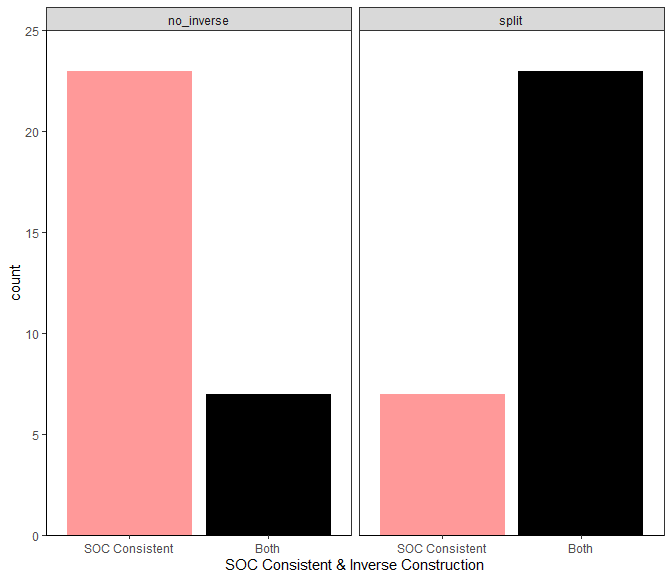 no_inverse split
25
20
15
10
5
0
count
SOC Consistent Both SOC Consistent Both
SOC Consistent & Inverse Construction